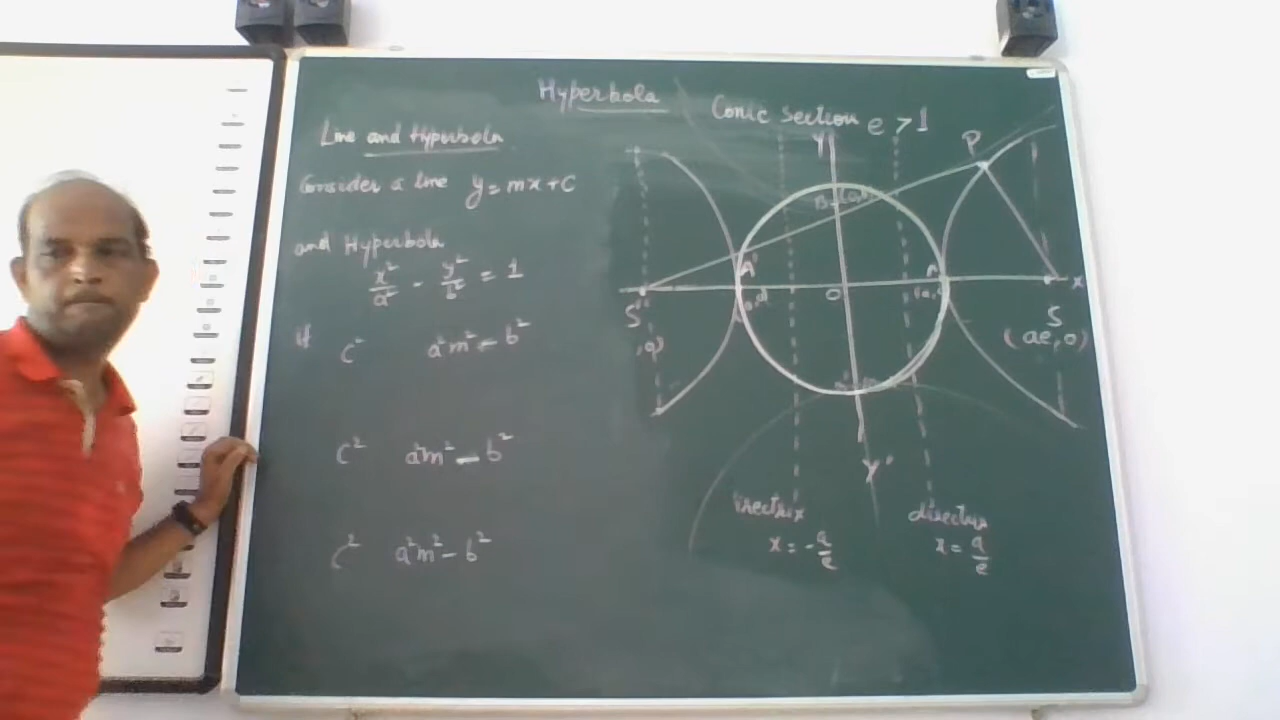 Hyperbola
Conic section e > 1
Line and Hyperbola
Consider a line y = mx + c
and Hyperbola
x²/a² - y²/b² = 1
If c² a²m² - b²
c² a²m² - b²
c² a²m² - b²
Y
P
B
A'
A
O
X
S'
S
(ae, 0)
Y'
directrix
x = a/e
x = -a/e